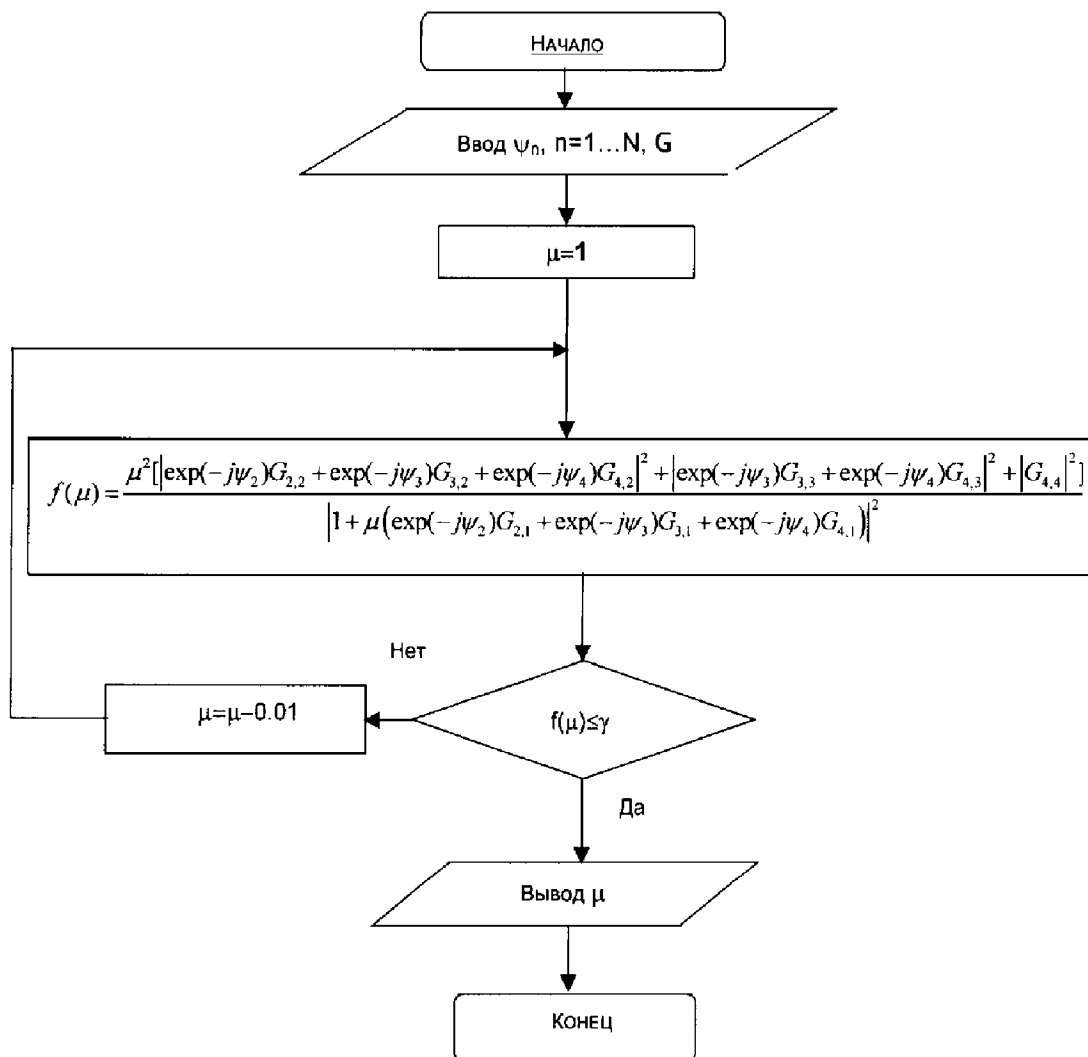 НАЧАЛО
Ввод ψₙ, n=1...N, G
μ=1
f(μ) = μ²[|exp(−jψ₂)G₂,₂ + exp(−jψ₃)G₃,₂ + exp(−jψ₄)G₄,₂|² + |exp(−jψ₃)G₃,₃ + exp(−jψ₄)G₄,₃|² + |G₄,₄|²]
|1 + μ(exp(−jψ₂)G₂,₁ + exp(−jψ₃)G₃,₁ + exp(−jψ₄)G₄,₁)|²
Нет
μ=μ−0.01
f(μ)≤γ
Да
Вывод μ
КОНЕЦ